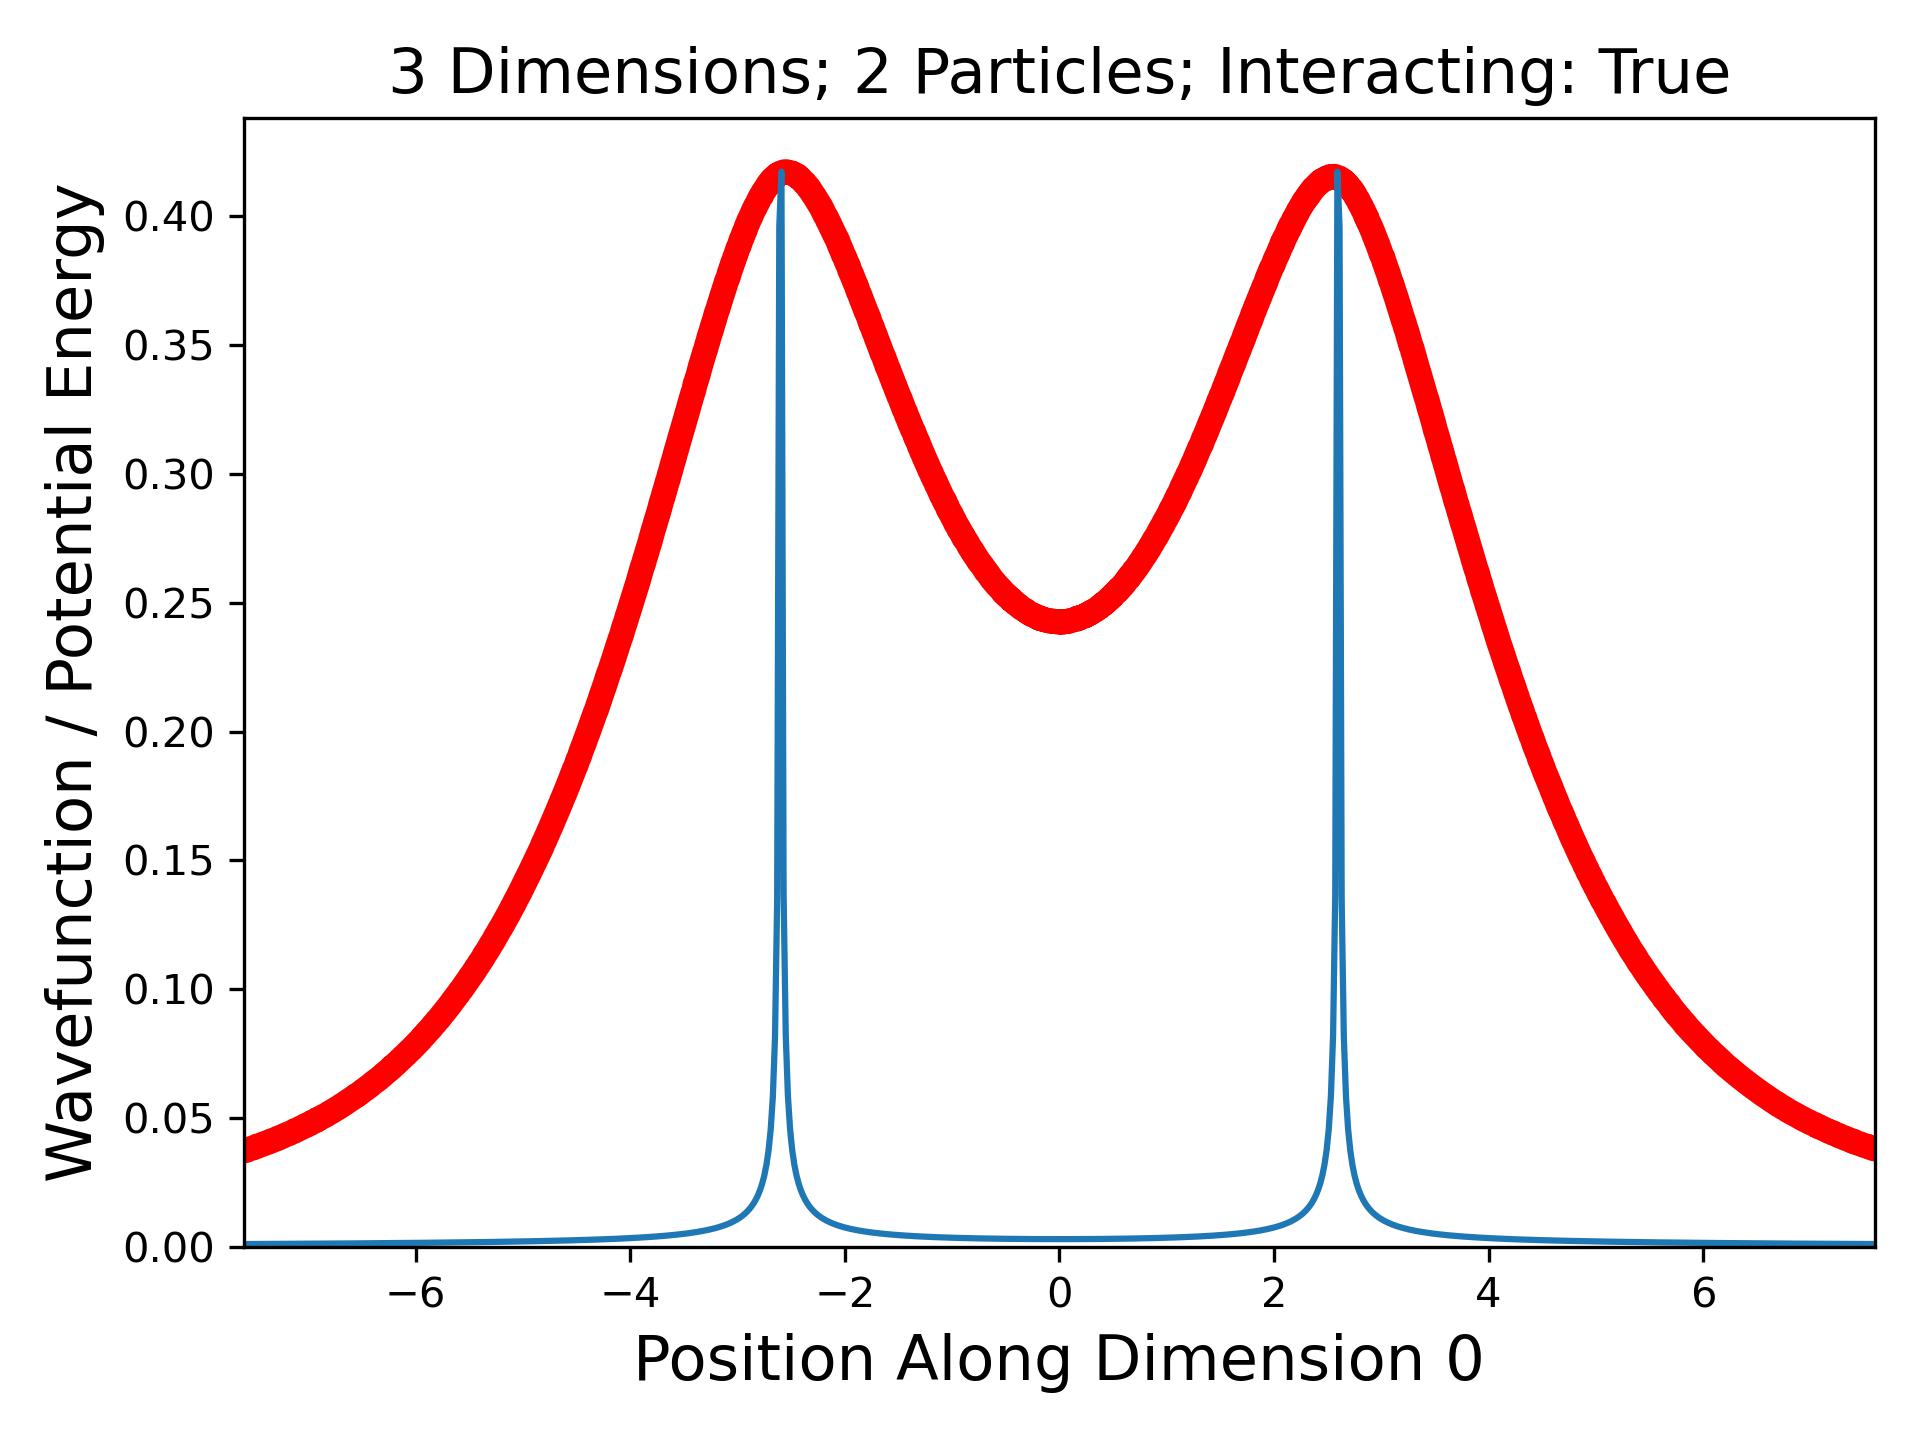 3 Dimensions; 2 Particles; Interacting: True
Wavefunction / Potential Energy
0.40
0.35
0.30
0.25
0.20
0.15
0.10
0.05
0.00
−6 −4 −2 0 2 4 6
Position Along Dimension 0